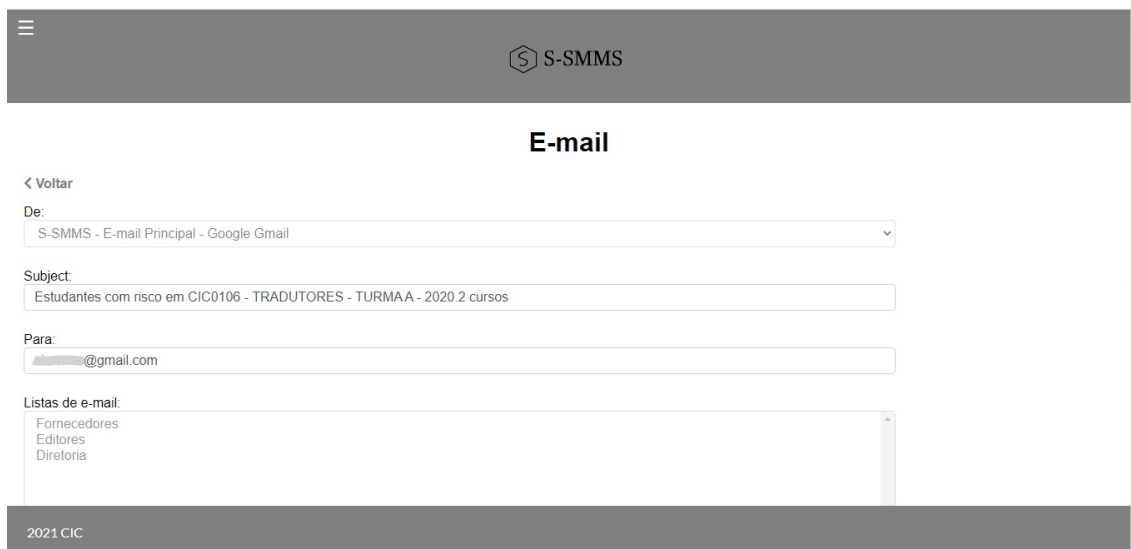 S-SMMS
E-mail
Voltar
De:
S-SMMS - E-mail Principal - Google Gmail
Subject:
Estudantes com risco em CIC0106 - TRADUTORES - TURMA A - 2020.2 cursos
Para:
@gmail.com
Listas de e-mail:
Fornecedores
Editores
Diretoria
2021 CIC